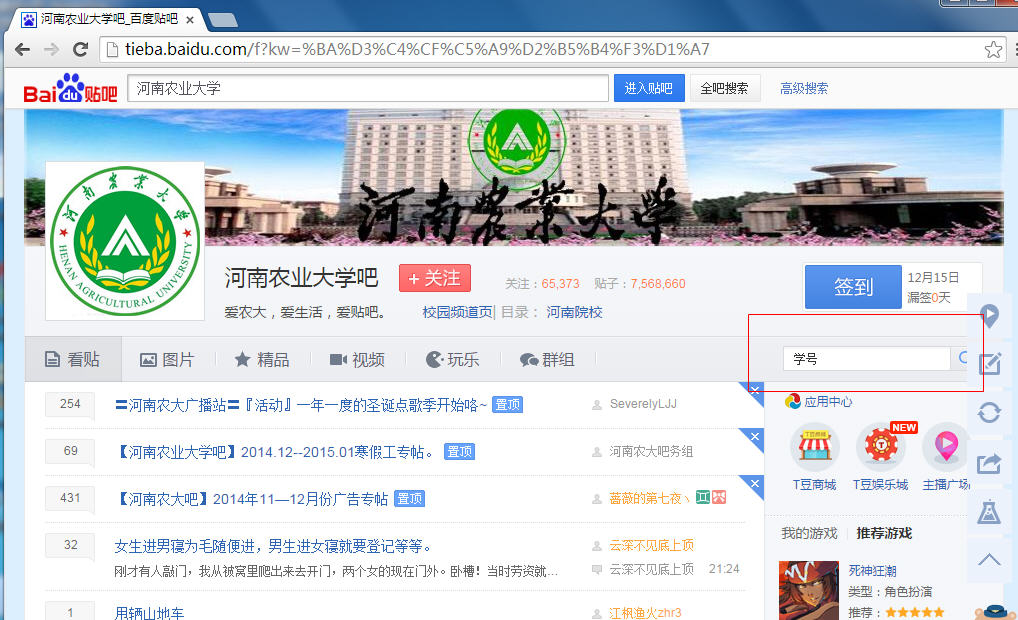 河南农业大学吧_百度贴吧
tieba.baidu.com/f?kw=%BA%D3%C4%CF%C5%A9%D2%B5%B4%F3%D1%A7
Bai du 贴吧
河南农业大学
进入贴吧
全吧搜索
高级搜索
河南农业大学
河南农业大学
HENAN AGRICULTURAL UNIVERSITY
河南农业大学吧
+ 关注
关注：65,373 贴子：7,568,660
签到
12月15日
漏签0天
爱农大，爱生活，爱贴吧。
校园频道页| 目录： 河南院校
看贴
图片
精品
视频
玩乐
群组
学号
254
〓河南农大广播站〓『活动』一年一度的圣诞点歌季开始咯~ 置顶
SeverelyLJJ
69
【河南农业大学吧】2014.12--2015.01寒假工专帖。 置顶
河南农大吧务组
431
【河南农大吧】2014年11—12月份广告专帖 置顶
蔷薇的第七夜丶
32
女生进男寝为毛随便进，男生进女寝就要登记等等。
云深不见底上顶
刚才有人敲门，我从被窝里爬出来去开门，两个女的现在门外。卧槽！当时劳资就...
云深不见底上顶 21:24
1
用辆山地车
江枫渔火zhr3
应用中心
T豆商城
NEW
T豆娱乐城
主播广场
我的游戏
推荐游戏
死神狂潮
类型：角色扮演
推荐：★★★★★